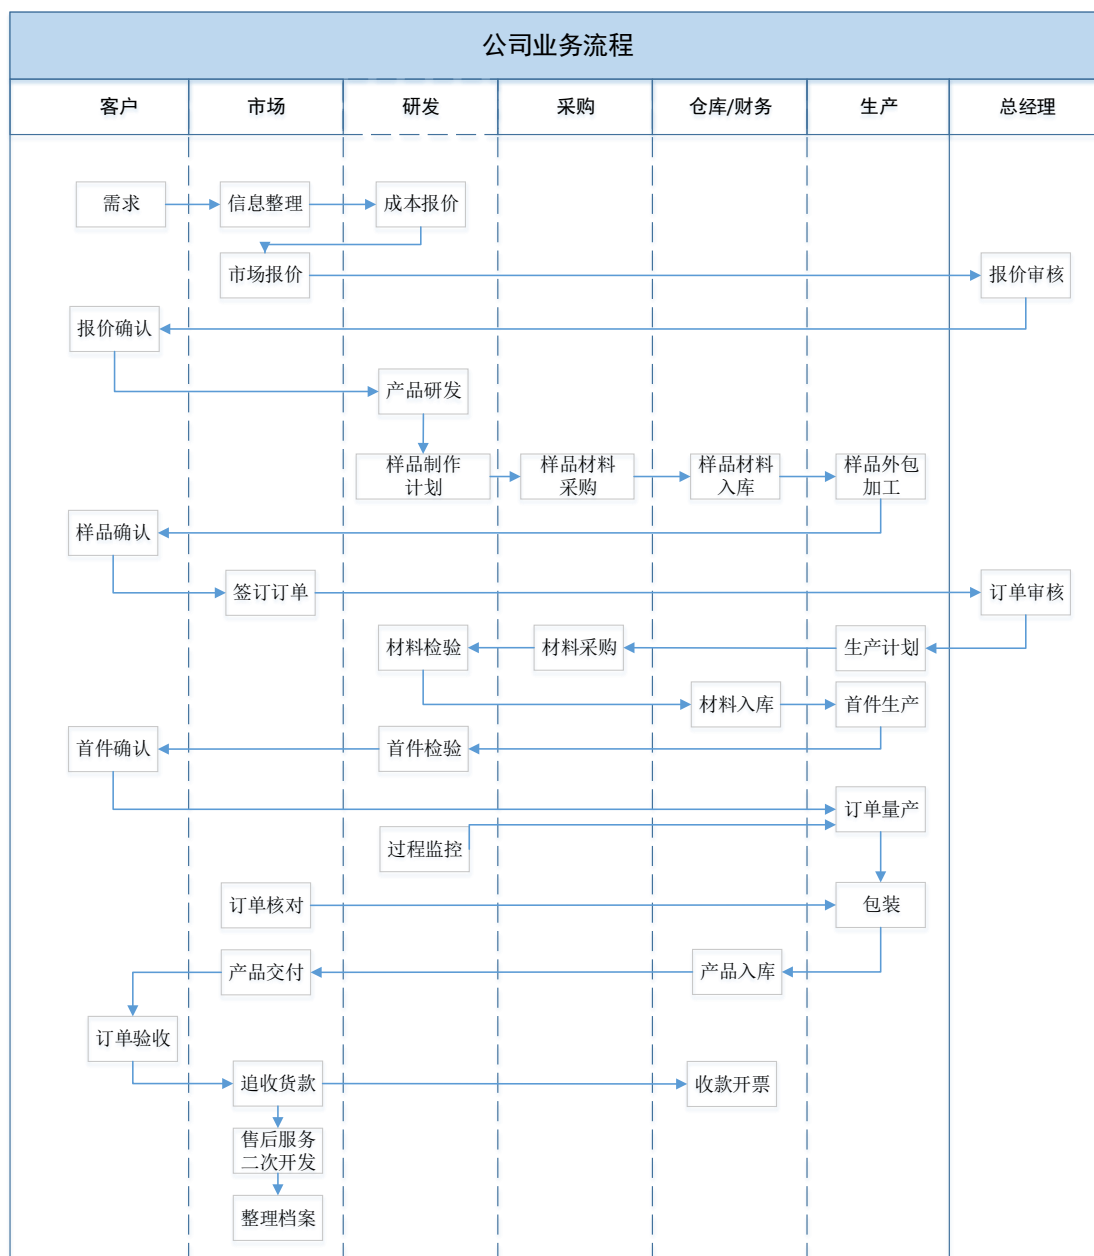 公司业务流程
客户
市场
研发
采购
仓库/财务
生产
总经理
需求
信息整理
成本报价
市场报价
报价审核
报价确认
产品研发
样品制作
计划
样品材料
采购
样品材料
入库
样品外包
加工
样品确认
签订订单
订单审核
材料检验
材料采购
生产计划
材料入库
首件生产
首件确认
首件检验
订单量产
过程监控
订单核对
包装
产品交付
产品入库
订单验收
追收货款
收款开票
售后服务
二次开发
整理档案